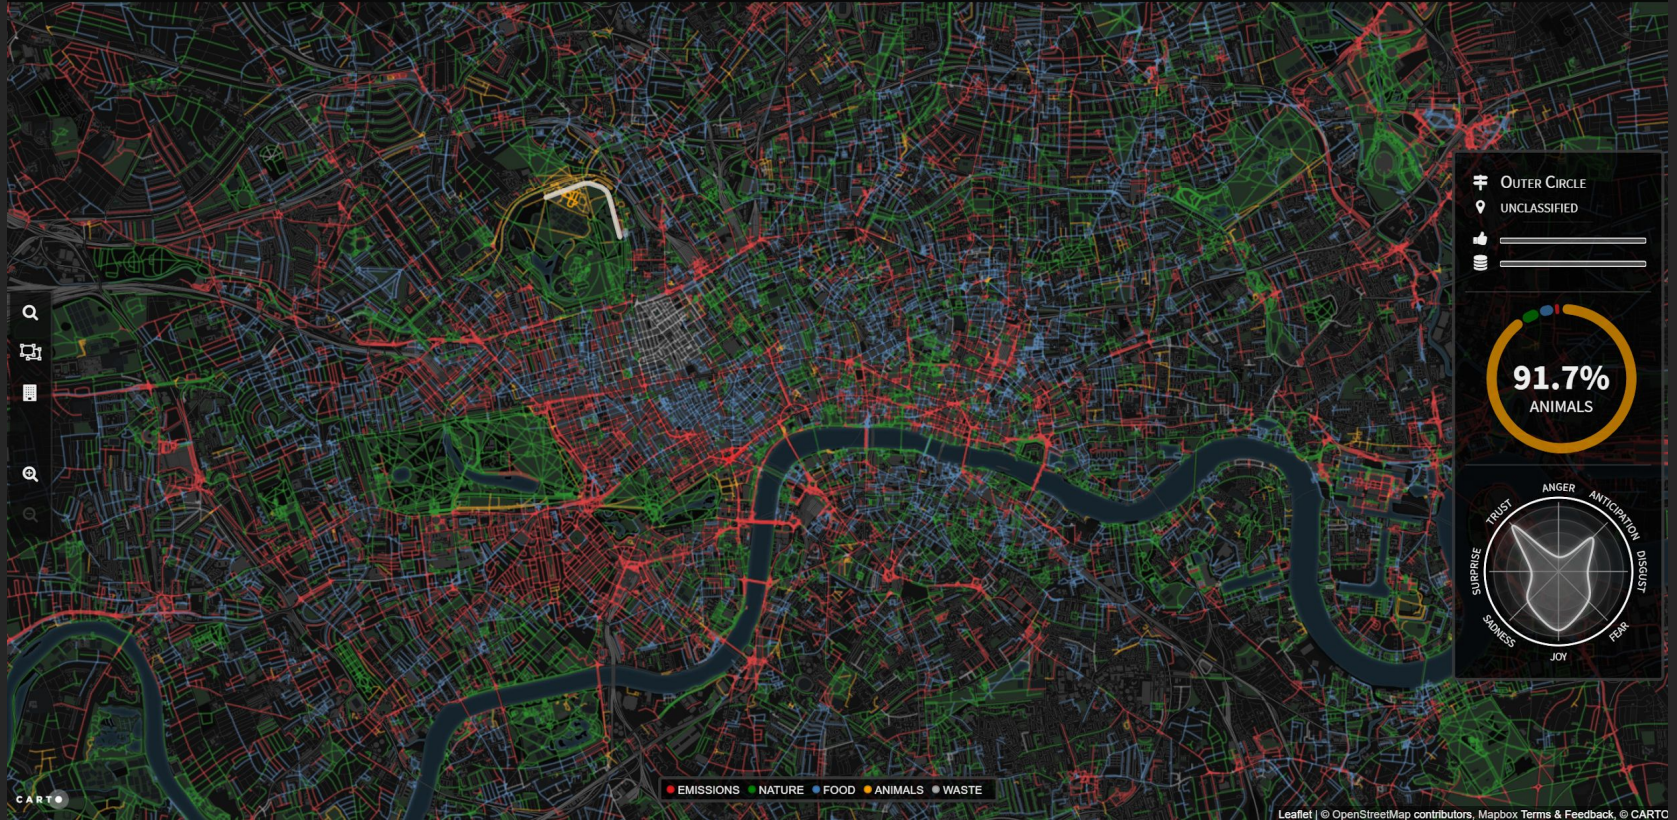 OUTER CIRCLE
UNCLASSIFIED
91.7%
ANIMALS
ANGER
ANTICIPATION
DISGUST
FEAR
JOY
SADNESS
SURPRISE
TRUST
EMISSIONS NATURE FOOD ANIMALS WASTE
CARTO
Leaflet | © OpenStreetMap contributors, Mapbox Terms & Feedback, © CARTO